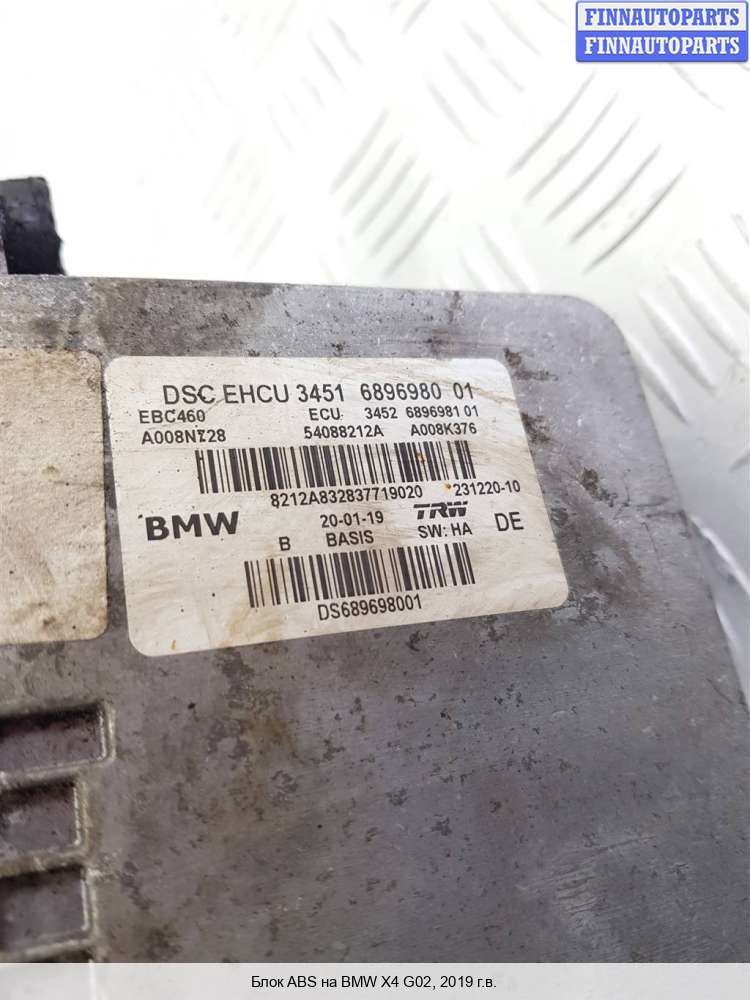 FINNAUTOPARTS
FINNAUTOPARTS
DSC EHCU 3451 6896980 01
EBC460 ECU 3452 6896981 01
A008N128 54088212A A008K376
8212A832837719020 231220-10
BMW 20-01-19 TRW
B BASIS SW: HA DE
DS689698001
Блок ABS на BMW X4 G02, 2019 г.в.